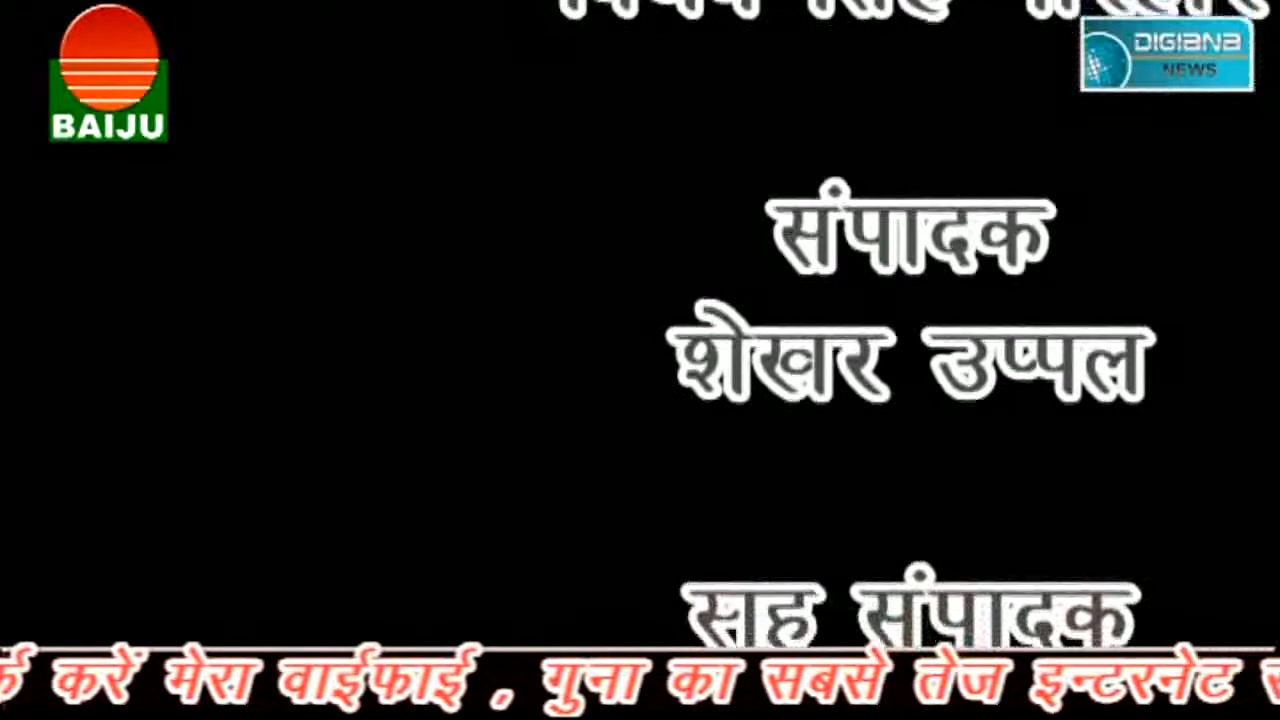 BAIJU
DIGIANA
NEWS
संपादक
शेखर उप्पल
सह संपादक
करें मेरा वाईफाई , गुना का सबसे तेज इन्टरनेट